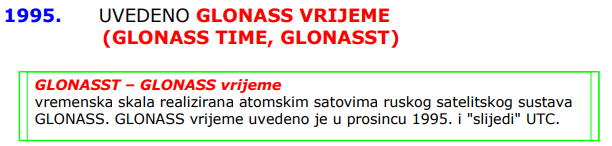 1995. UVEDENO GLONASS VRIJEME
(GLONASS TIME, GLONASST)
GLONASST – GLONASS vrijeme
vremenska skala realizirana atomskim satovima ruskog satelitskog sustava
GLONASS. GLONASS vrijeme uvedeno je u prosincu 1995. i "slijedi" UTC.